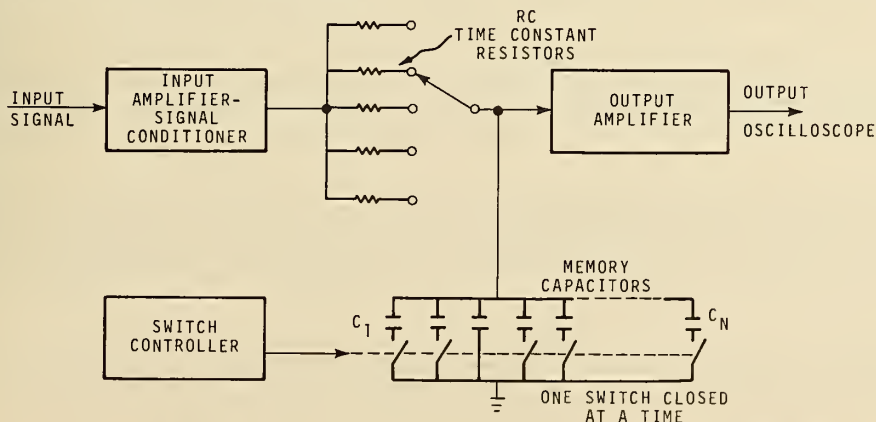 RC
TIME CONSTANT
RESISTORS
INPUT
SIGNAL
INPUT
AMPLIFIER-
SIGNAL
CONDITIONER
OUTPUT
AMPLIFIER
OUTPUT
OSCILLOSCOPE
MEMORY
CAPACITORS
SWITCH
CONTROLLER
C1
CN
ONE SWITCH CLOSED
AT A TIME